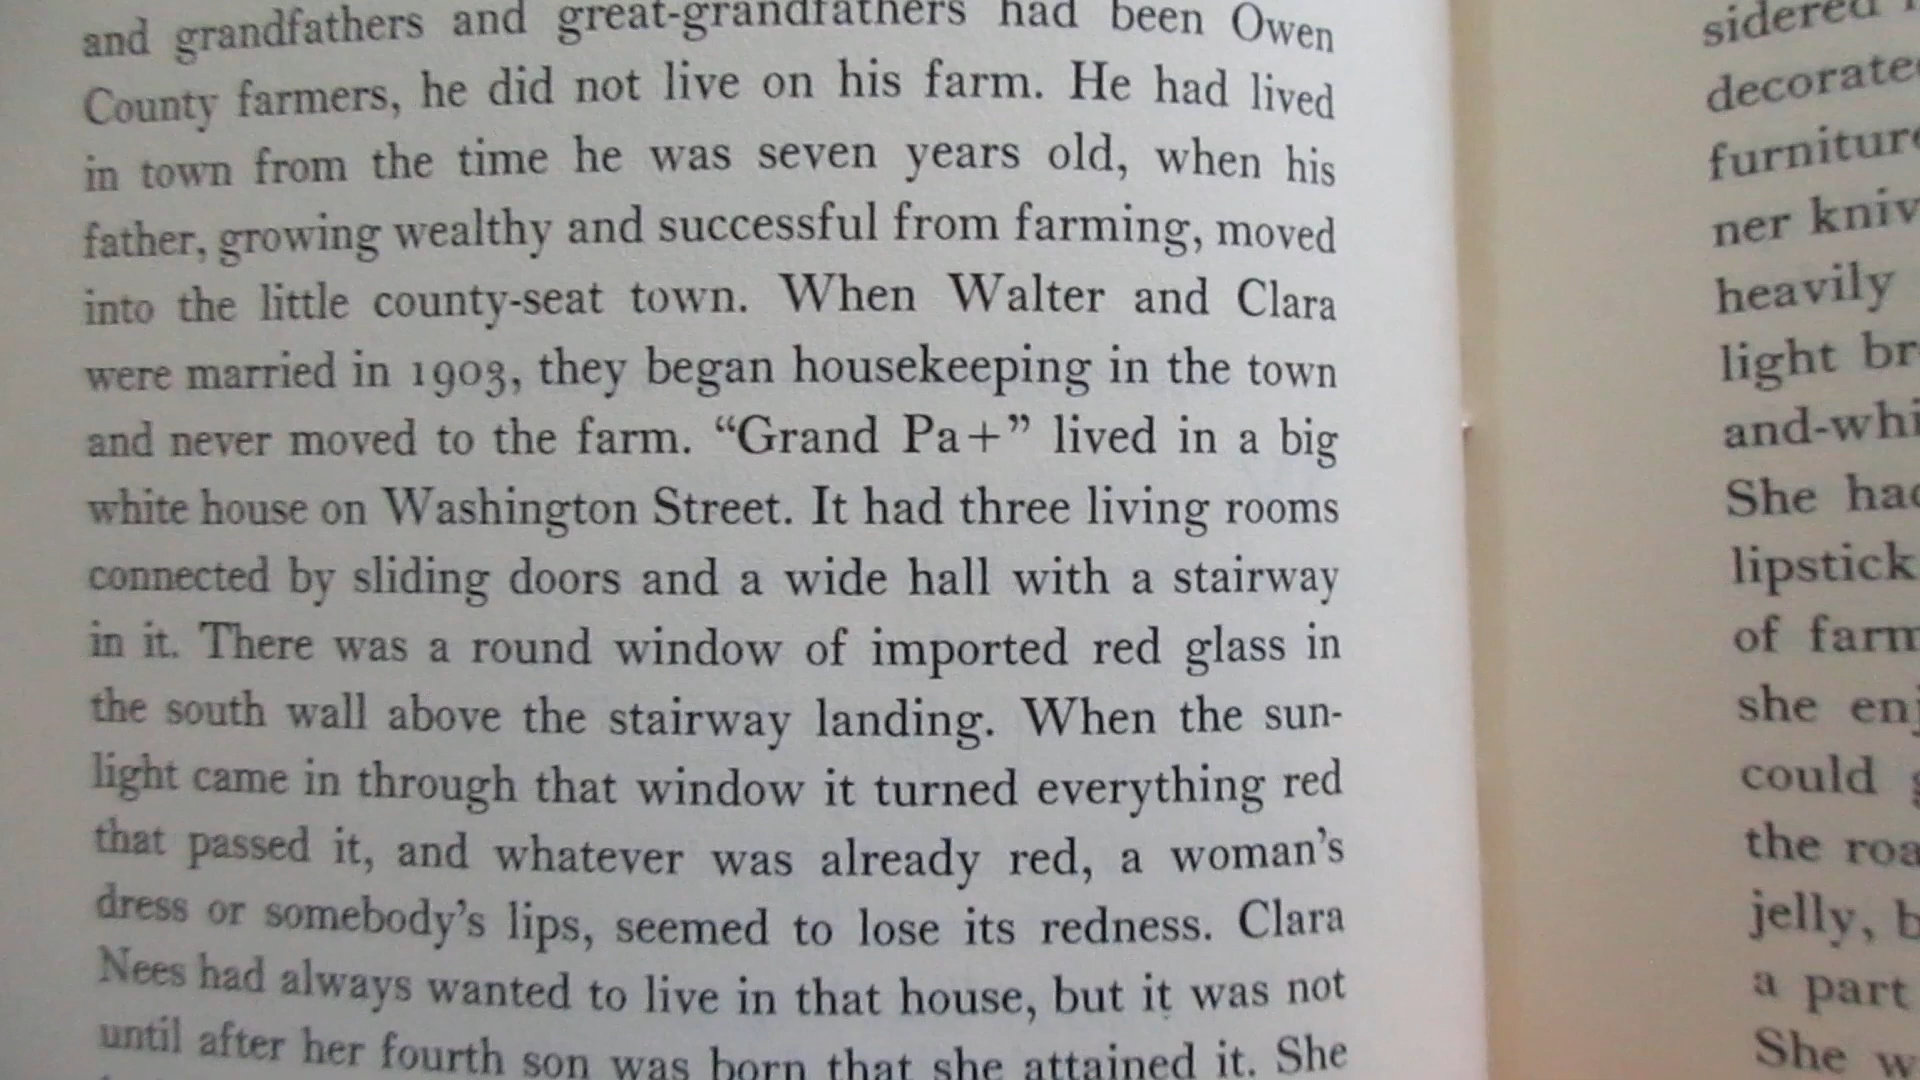 and grandfathers and great-grandfathers had been Owen
County farmers, he did not live on his farm. He had lived
in town from the time he was seven years old, when his
father, growing wealthy and successful from farming, moved
into the little county-seat town. When Walter and Clara
were married in 1903, they began housekeeping in the town
and never moved to the farm. “Grand Pa+” lived in a big
white house on Washington Street. It had three living rooms
connected by sliding doors and a wide hall with a stairway
in it. There was a round window of imported red glass in
the south wall above the stairway landing. When the sun-
light came in through that window it turned everything red
that passed it, and whatever was already red, a woman’s
dress or somebody’s lips, seemed to lose its redness. Clara
Nees had always wanted to live in that house, but it was not
until after her fourth son was born that she attained it. She
sidered
heavily
light
She
lipstick
of
she
could
the
jelly,
a part
She